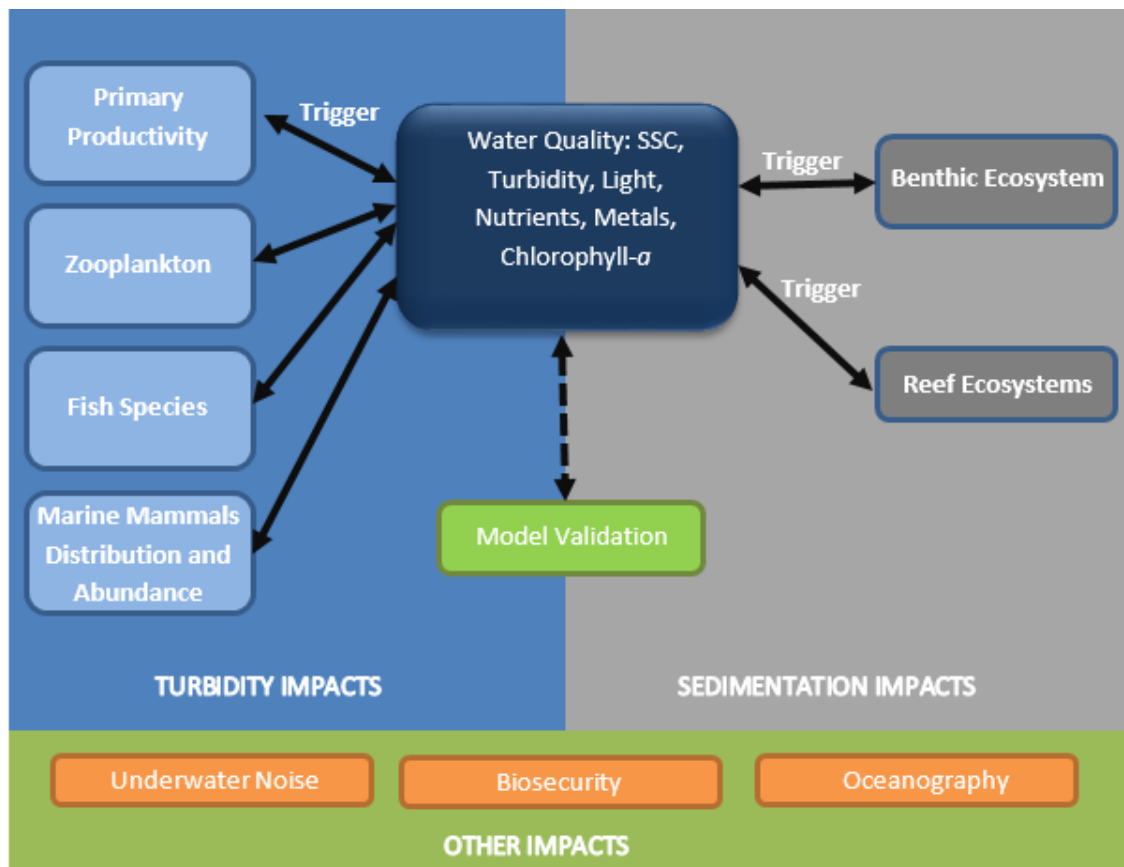 Primary
Productivity
Trigger
Zooplankton
Fish Species
Marine Mammals
Distribution and
Abundance
Water Quality: SSC,
Turbidity, Light,
Nutrients, Metals,
Chlorophyll-a
Model Validation
Trigger
Benthic Ecosystem
Trigger
Reef Ecosystems
TURBIDITY IMPACTS
SEDIMENTATION IMPACTS
Underwater Noise
Biosecurity
Oceanography
OTHER IMPACTS